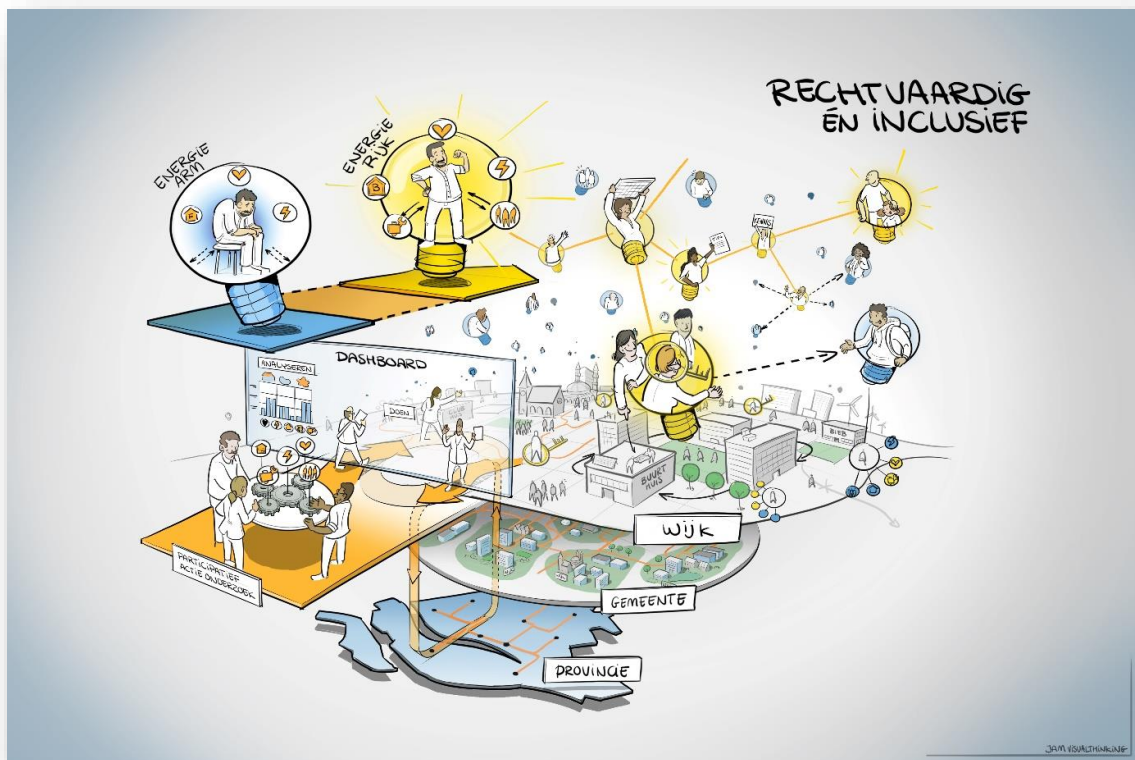 RECHTVAARDIG
ÉN INCLUSIEF
ENERGIE
ARM
ENERGIE
RIJK
F
B
KENNIS
DASHBOARD
ANALYSEREN
DOEN
BUURT
HUIS
BIEB
WIJK
PARTICIPATIEF
ACTIE ONDERZOEK
GEMEENTE
PROVINCIE
JAM VISUALTHINKING